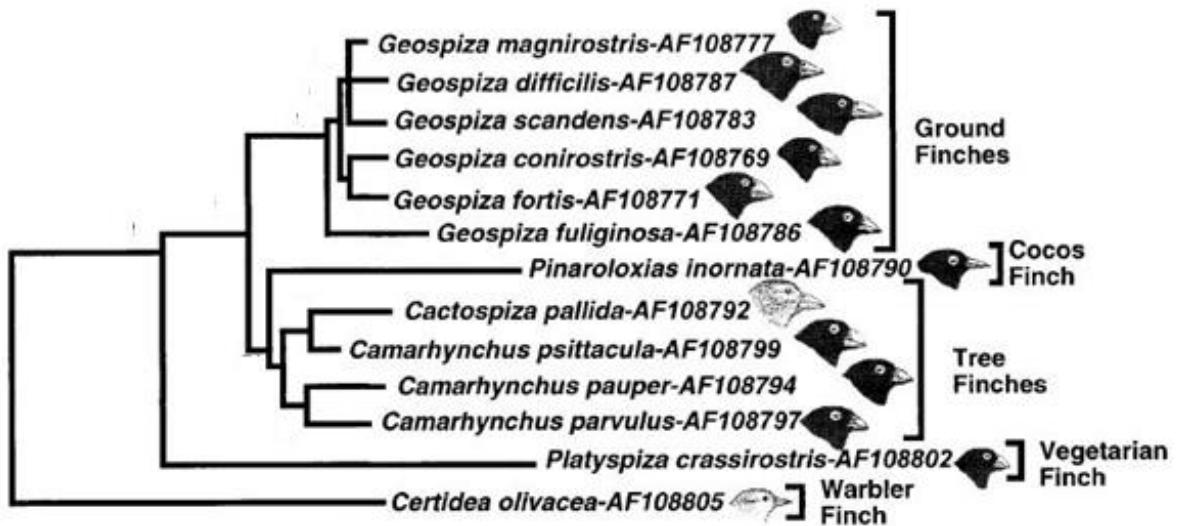 Geospiza magnirostris-AF108777
Geospiza difficilis-AF108787
Geospiza scandens-AF108783
Geospiza conirostris-AF108769
Geospiza fortis-AF108771
Geospiza fuliginosa-AF108786
Ground
Finches
Pinaroloxias inornata-AF108790
Cocos
Finch
Cactospiza pallida-AF108792
Camarhynchus psittacula-AF108799
Camarhynchus pauper-AF108794
Camarhynchus parvulus-AF108797
Tree
Finches
Platyspiza crassirostris-AF108802
Vegetarian
Finch
Certidea olivacea-AF108805
Warbler
Finch